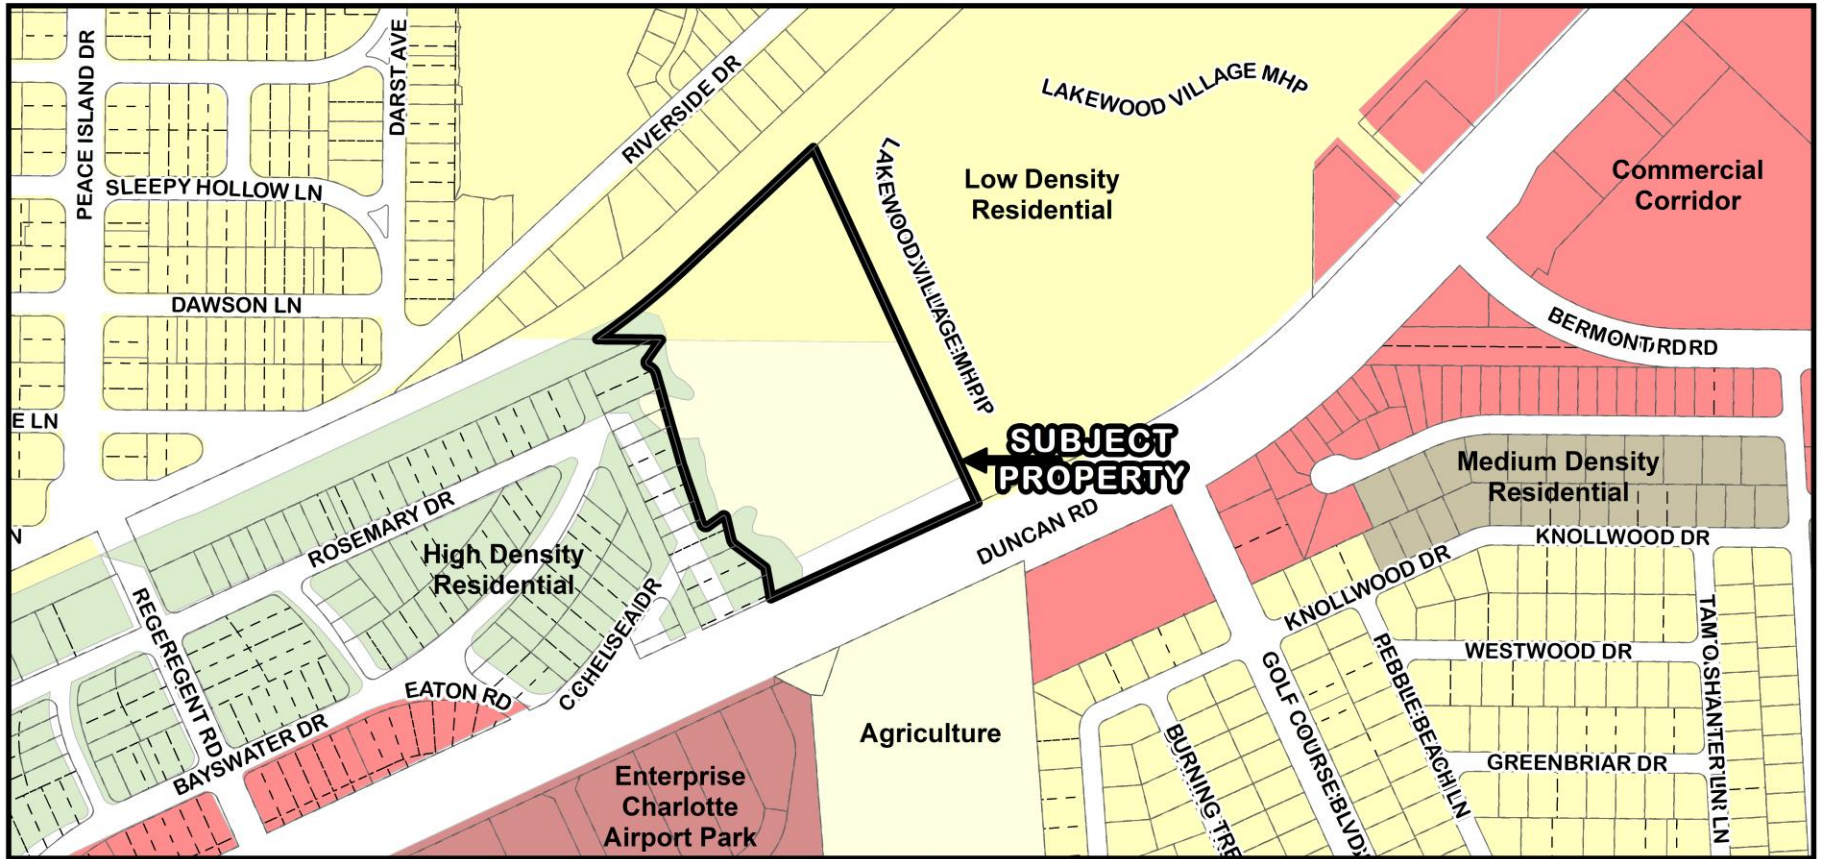 PEACE ISLAND DR
DARST AVE
RIVERSIDE DR
LAKEWOOD VILLAGE MHP
LAKEWOOD VILLAGE MHP
SLEEPY HOLLOW LN
Low Density
Residential
Commercial
Corridor
DAWSON LN
BERMONT RD RD
E LN
SUBJECT
PROPERTY
Medium Density
Residential
N
ROSEMARY DR
DUNCAN RD
KNOLLWOOD DR
High Density
Residential
KNOLLWOOD DR
REGENT RD
CHELSEA DR
TAM O SHANTER LN
WESTWOOD DR
PEBBLE BEACH LN
GOLF COURSE BLVD
EATON RD
BAYSWATER DR
Agriculture
BURNING TRE
GREENBRIAR DR
Enterprise
Charlotte
Airport Park